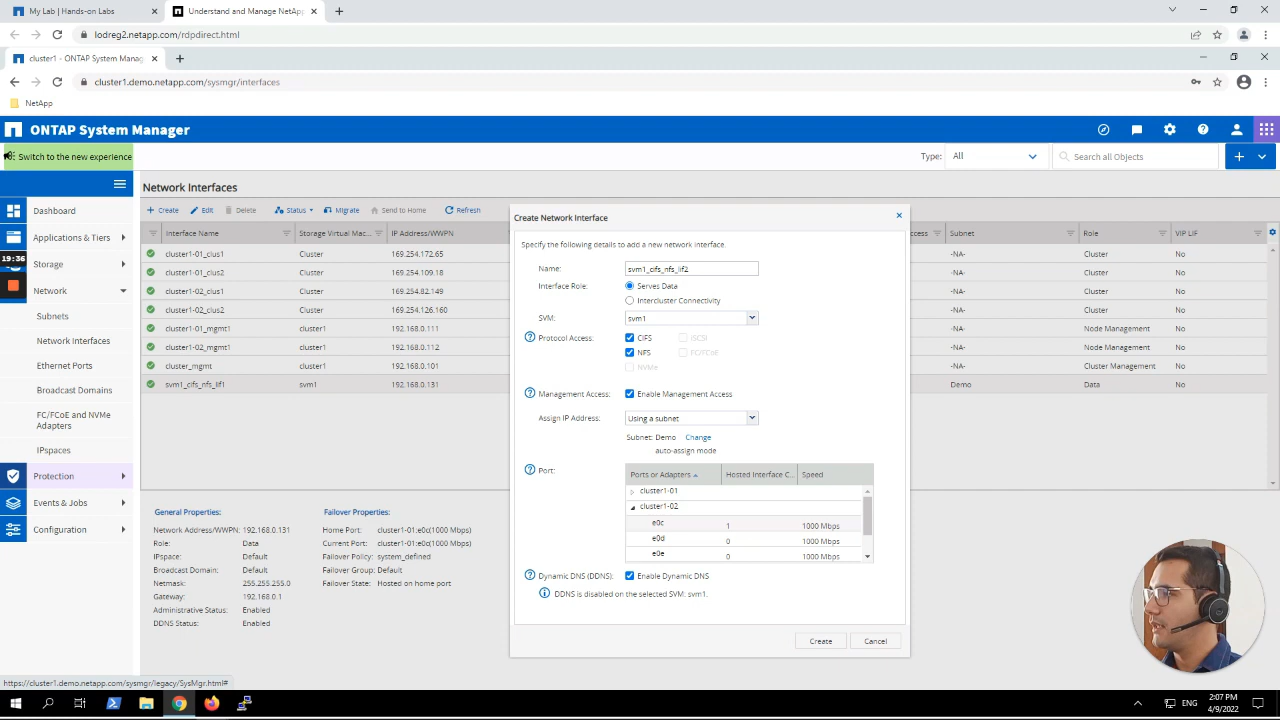 My Lab | Hands-on Labs
Understand and Manage NetApp
lodreg2.netapp.com/rdpdirect.html
cluster1 - ONTAP System Manag
cluster1.demo.netapp.com/sysmgr/interfaces
NetApp
ONTAP System Manager
Switch to the new experience
Type: All
Search all Objects
Network Interfaces
Dashboard
Applications & Tiers
19:36
Storage
Network
Subnets
Network Interfaces
Ethernet Ports
Broadcast Domains
FC/FCoE and NVMe
Adapters
IPspaces
Protection
Events & Jobs
Configuration
Create Edit Delete Status Migrate Send to Home Refresh
Interface Name Storage Virtual Mac... IP Address/WWPN ccess Subnet Role VIP LIF
cluster1-01_clus1 Cluster 169.254.172.65 -NA- Cluster No
cluster1-01_clus2 Cluster 169.254.109.18 -NA- Cluster No
cluster1-02_clus1 Cluster 169.254.82.149 -NA- Cluster No
cluster1-02_clus2 Cluster 169.254.126.160 -NA- Cluster No
cluster1-01_mgmt1 cluster1 192.168.0.111 -NA- Node Management No
cluster1-02_mgmt1 cluster1 192.168.0.112 -NA- Node Management No
cluster_mgmt cluster1 192.168.0.101 -NA- Cluster Management No
svm1_cifs_nfs_lif1 svm1 192.168.0.131 Demo Data No
General Properties:
Network Address/WWPN: 192.168.0.131
Role: Data
IPspace: Default
Broadcast Domain: Default
Netmask: 255.255.255.0
Gateway: 192.168.0.1
Administrative Status: Enabled
DDNS Status: Enabled
Failover Properties:
Home Port: cluster1-01:e0c(1000 Mbps)
Current Port: cluster1-01:e0c(1000 Mbps)
Failover Policy: system_defined
Failover Group: Default
Failover State: Hosted on home port
Create Network Interface
Specify the following details to add a new network interface.
Name: svm1_cifs_nfs_lif2
Interface Role: Serves Data
Intercluster Connectivity
SVM: svm1
Protocol Access: CIFS iSCSI
NFS FC/FCoE
NVMe
Management Access: Enable Management Access
Assign IP Address: Using a subnet
Subnet: Demo Change
auto-assign mode
Port: Ports or Adapters Hosted Interface C... Speed
cluster1-01
cluster1-02
e0c 1 1000 Mbps
e0d 0 1000 Mbps
e0e 0 1000 Mbps
Dynamic DNS (DDNS): Enable Dynamic DNS
DDNS is disabled on the selected SVM: svm1.
Create Cancel
https://cluster1.demo.netapp.com/sysmgr/legacy/SysMgr.html#
ENG
2:07 PM
4/9/2022